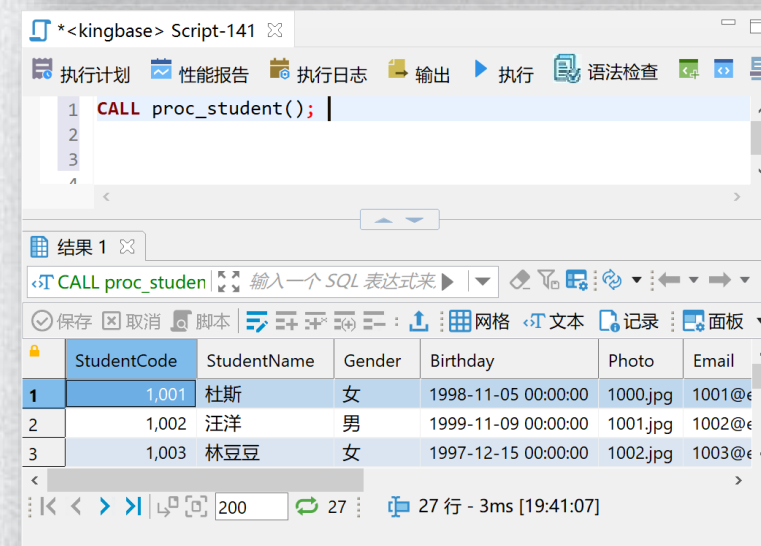 *<kingbase> Script-141
执行计划 性能报告 执行日志 输出 执行 语法检查
1 CALL proc_student();
2
3
结果 1
CALL proc_studen 输入一个 SQL 表达式来
保存 取消 脚本 网格 文本 记录 面板
StudentCode StudentName Gender Birthday Photo Email
1 1,001 杜斯 女 1998-11-05 00:00:00 1000.jpg 1001@e
2 1,002 汪洋 男 1999-11-09 00:00:00 1001.jpg 1002@e
3 1,003 林豆豆 女 1997-12-15 00:00:00 1002.jpg 1003@e
200 27 27 行 - 3ms [19:41:07]